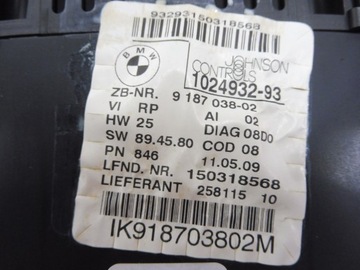 93293150318568
BMW
JOHNSON
CONTROLS
1024932-93
ZB-NR. 9 187 038-02
VI RP AI 02
HW 25 DIAG 08D0
SW 89.45.80 COD 08
PN 846 11.05.09
LFND. NR. 150318568
LIEFERANT 258115 10
IK918703802M